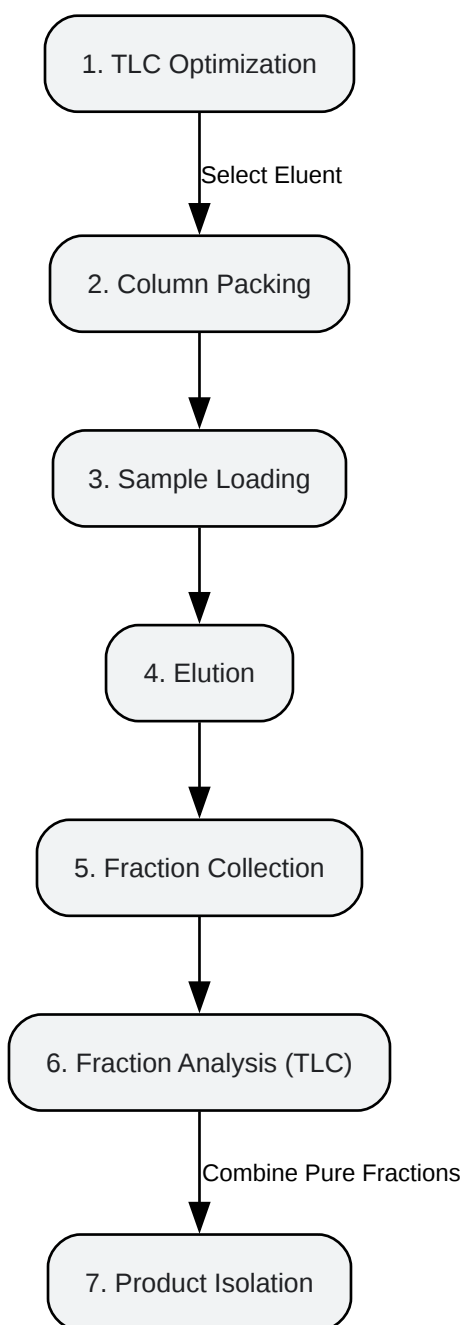 1. TLC Optimization
Select Eluent
2. Column Packing
3. Sample Loading
4. Elution
5. Fraction Collection
6. Fraction Analysis (TLC)
Combine Pure Fractions
7. Product Isolation